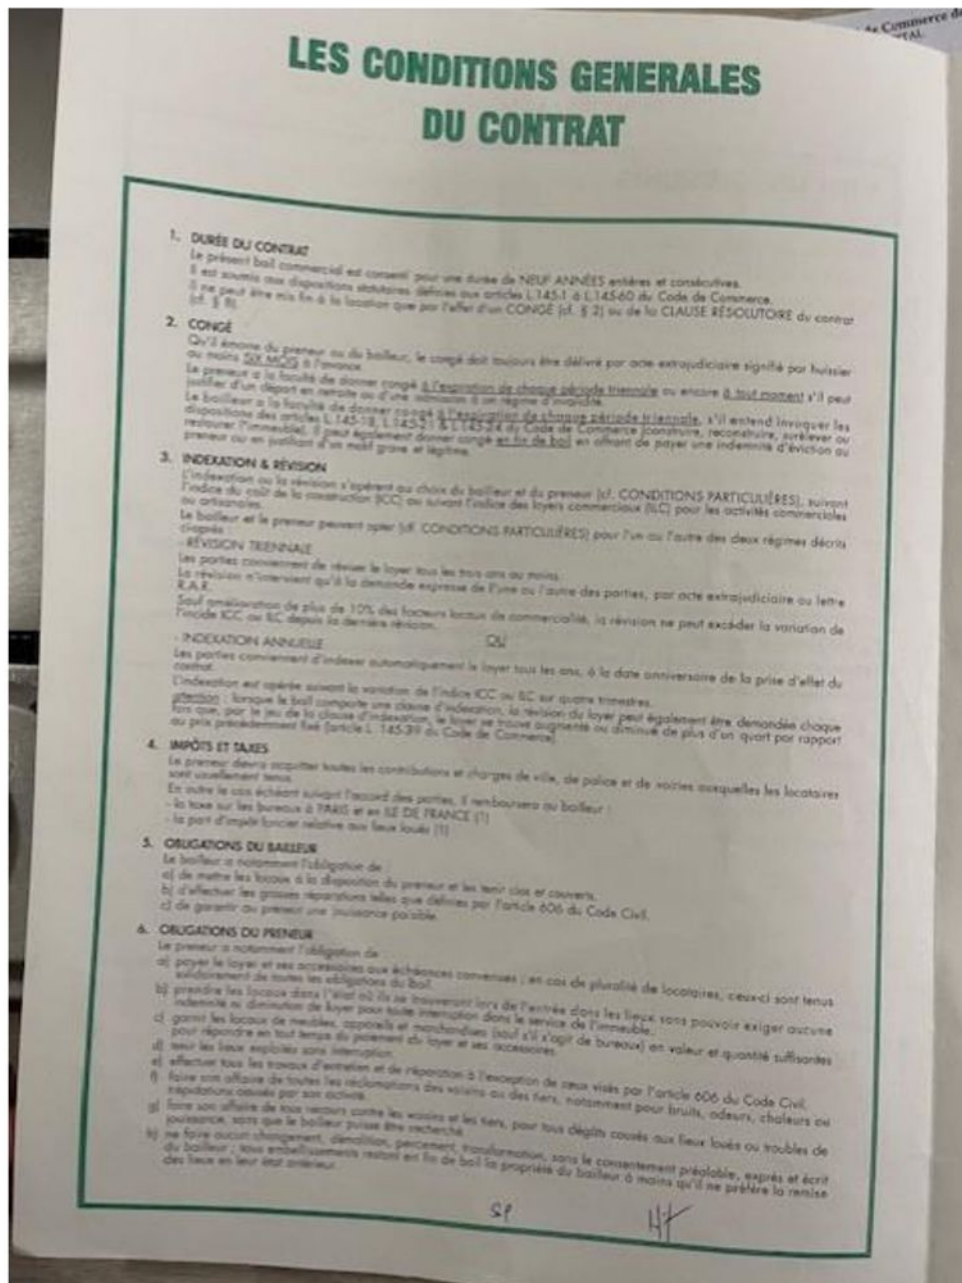 de Commerce de
LES CONDITIONS GENERALES
DU CONTRAT
1. DURÉE DU CONTRAT
Le présent bail commercial est consenti pour une durée de NEUF ANNÉES entières et consécutives.
Il est soumis aux dispositions statutaires définies aux articles L.145-1 à L.145-60 du Code de Commerce.
Il ne peut être mis fin à la location que par l'effet d'un CONGÉ (cf. § 2) ou de la CLAUSE RÉSOLUTOIRE du contrat
(cf. § 8).
2. CONGÉ
Qu'il émane du preneur ou du bailleur, le congé doit toujours être délivré par acte extrajudiciaire signifié par huissier
au moins SIX MOIS à l'avance.
Le preneur a la faculté de donner congé à l'expiration de chaque période triennale ou encore à tout moment s'il peut
justifier d'un départ en retraite ou d'une admission à un régime d'invalidité.
Le bailleur a la faculté de donner congé à l'expiration de chaque période triennale, s'il entend invoquer les
dispositions des articles L.145-18, L.145-21 & L.145-24 du Code de Commerce (construire, reconstruire, surélever ou
restaurer l'immeuble). Il peut également donner congé en fin de bail en offrant de payer une indemnité d'éviction au
preneur ou en justifiant d'un motif grave et légitime.
3. INDEXATION & RÉVISION
L'indexation ou la révision s'opèrent au choix du bailleur et du preneur (cf. CONDITIONS PARTICULIÈRES), suivant
l'indice du coût de la construction (ICC) ou suivant l'indice des loyers commerciaux (ILC) pour les activités commerciales
ou artisanales.
Le bailleur et le preneur peuvent opter (cf. CONDITIONS PARTICULIÈRES) pour l'un ou l'autre des deux régimes décrits
ci-après :
- RÉVISION TRIENNALE
Les parties conviennent de réviser le loyer tous les trois ans au moins.
La révision n'intervient qu'à la demande expresse de l'une ou l'autre des parties, par acte extrajudiciaire ou lettre
R.A.R.
Sauf amélioration de plus de 10% des facteurs locaux de commercialité, la révision ne peut excéder la variation de
l'incide ICC ou ILC depuis la dernière révision.
OU
- INDEXATION ANNUELLE
Les parties conviennent d'indexer automatiquement le loyer tous les ans, à la date anniversaire de la prise d'effet du
contrat.
L'indexation est opérée suivant la variation de l'indice ICC ou ILC sur quatre trimestres.
attention : lorsque le bail comporte une clause d'indexation, la révision du loyer peut également être demandée chaque
fois que, par le jeu de la clause d'indexation, le loyer se trouve augmenté ou diminué de plus d'un quart par rapport
au prix précédemment fixé (article L. 145-39 du Code de Commerce).
4. IMPÔTS ET TAXES
Le preneur devra acquitter toutes les contributions et charges de ville, de police et de voiries auxquelles les locataires
sont usuellement tenus.
En outre le cas échéant suivant l'accord des parties, il remboursera au bailleur :
- la taxe sur les bureaux à PARIS et en ILE DE FRANCE (1)
- la part d'impôt foncier relative aux lieux loués (1)
5. OBLIGATIONS DU BAILLEUR
Le bailleur a notamment l'obligation de :
a) de mettre les locaux à la disposition du preneur et les tenir clos et couverts.
b) d'effectuer les grosses réparations telles que définies par l'article 606 du Code Civil.
c) de garantir au preneur une jouissance paisible.
6. OBLIGATIONS DU PRENEUR
Le preneur a notamment l'obligation de :
a) payer le loyer et ses accessoires aux échéances convenues ; en cas de pluralité de locataires, ceux-ci sont tenus
solidairement de toutes les obligations du bail.
b) prendre les locaux dans l'état où ils se trouveront lors de l'entrée dans les lieux sans pouvoir exiger aucune
indemnité ni diminution de loyer pour toute interruption dans le service de l'immeuble.
c) garnir les locaux de meubles, appareils et marchandises (sauf s'il s'agit de bureaux) en valeur et quantité suffisantes
pour répondre en tout temps du paiement du loyer et ses accessoires.
d) tenir les lieux exploités sans interruption.
e) effectuer tous les travaux d'entretien et de réparation à l'exception de ceux visés par l'article 606 du Code Civil.
f) faire son affaire de toutes les réclamations des voisins ou des tiers, notamment pour bruits, odeurs, chaleurs ou
trépidations causés par son activité.
g) faire son affaire de tous recours contre les voisins et les tiers, pour tous dégâts causés aux lieux loués ou troubles de
jouissance, sans que le bailleur puisse être recherché.
h) ne faire aucun changement, démolition, percement, transformation, sans le consentement préalable, exprès et écrit
du bailleur ; tous embellissements restant en fin de bail la propriété du bailleur à moins qu'il ne préfère la remise
des lieux en leur état antérieur.
SP